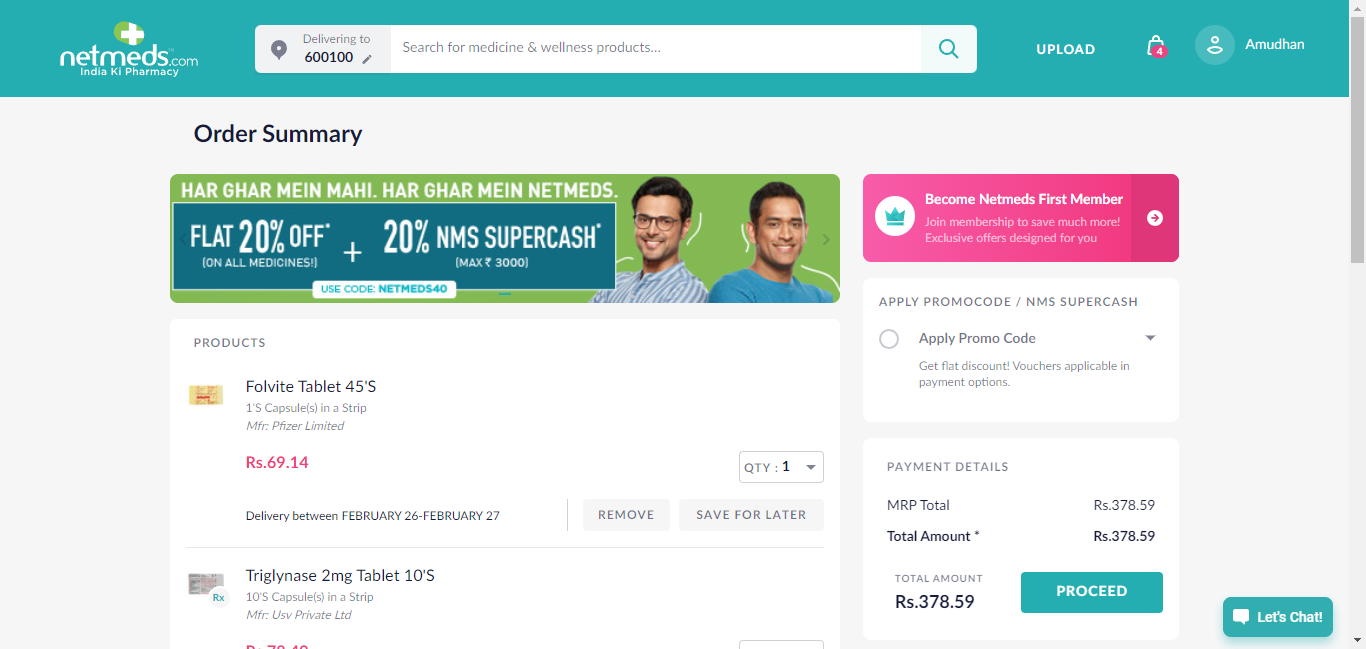 netmeds.com
India Ki Pharmacy
Delivering to
600100
Search for medicine & wellness products...
UPLOAD
4
Amudhan
Order Summary
HAR GHAR MEIN MAHI. HAR GHAR MEIN NETMEDS.
FLAT 20% OFF* + 20% NMS SUPERCASH*
(ON ALL MEDICINES!) (MAX ₹ 3000)
USE CODE: NETMEDS40
Become Netmeds First Member
Join membership to save much more!
Exclusive offers designed for you
APPLY PROMOCODE / NMS SUPERCASH
Apply Promo Code
Get flat discount! Vouchers applicable in
payment options.
PRODUCTS
Folvite Tablet 45'S
1'S Capsule(s) in a Strip
Mfr: Pfizer Limited
Rs.69.14
QTY : 1
Delivery between FEBRUARY 26-FEBRUARY 27
REMOVE
SAVE FOR LATER
Triglynase 2mg Tablet 10'S
Rx
10'S Capsule(s) in a Strip
Mfr: Usv Private Ltd
PAYMENT DETAILS
MRP Total Rs.378.59
Total Amount * Rs.378.59
TOTAL AMOUNT
Rs.378.59
PROCEED
Let's Chat!